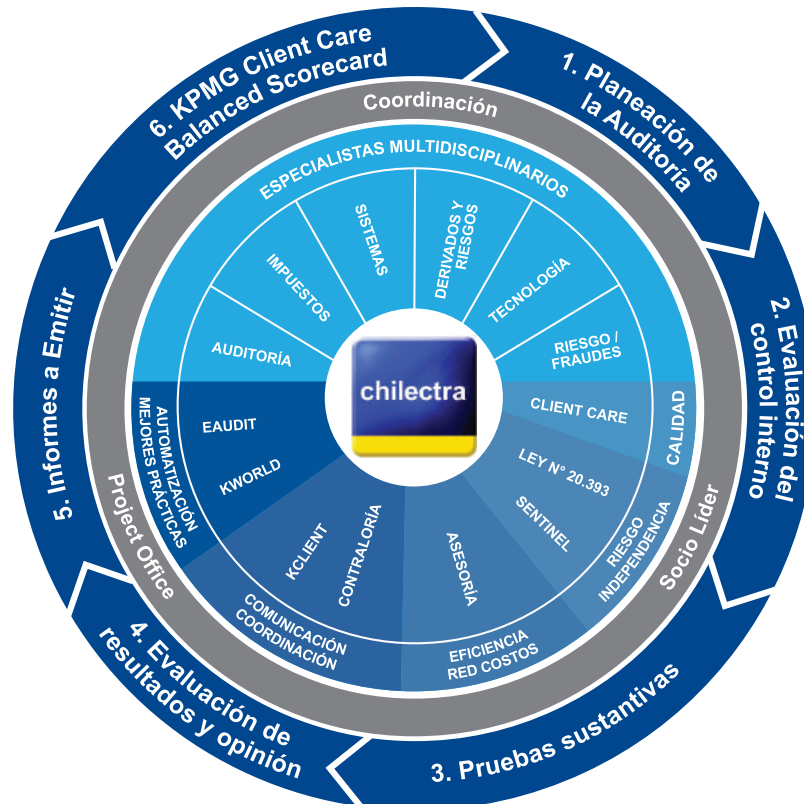 1. Planeación de
la Auditoría
2. Evaluación del
control interno
3. Pruebas sustantivas
4. Evaluación de
resultados y opinión
5. Informes a Emitir
6. KPMG Client Care
Balanced Scorecard
Coordinación
Socio Líder
Project Office
ESPECIALISTAS MULTIDISCIPLINARIOS
AUDITORÍA
IMPUESTOS
SISTEMAS
DERIVADOS Y
RIESGOS
TECNOLOGÍA
RIESGO /
FRAUDES
CALIDAD
CLIENT CARE
RIESGO
INDEPENDENCIA
LEY N° 20.393
SENTINEL
EFICIENCIA
RED COSTOS
ASESORÍA
COMUNICACIÓN
COORDINACIÓN
CONTRALORÍA
KCLIENT
AUTOMATIZACIÓN
MEJORES PRÁCTICAS
KWORLD
EAUDIT
chilectra